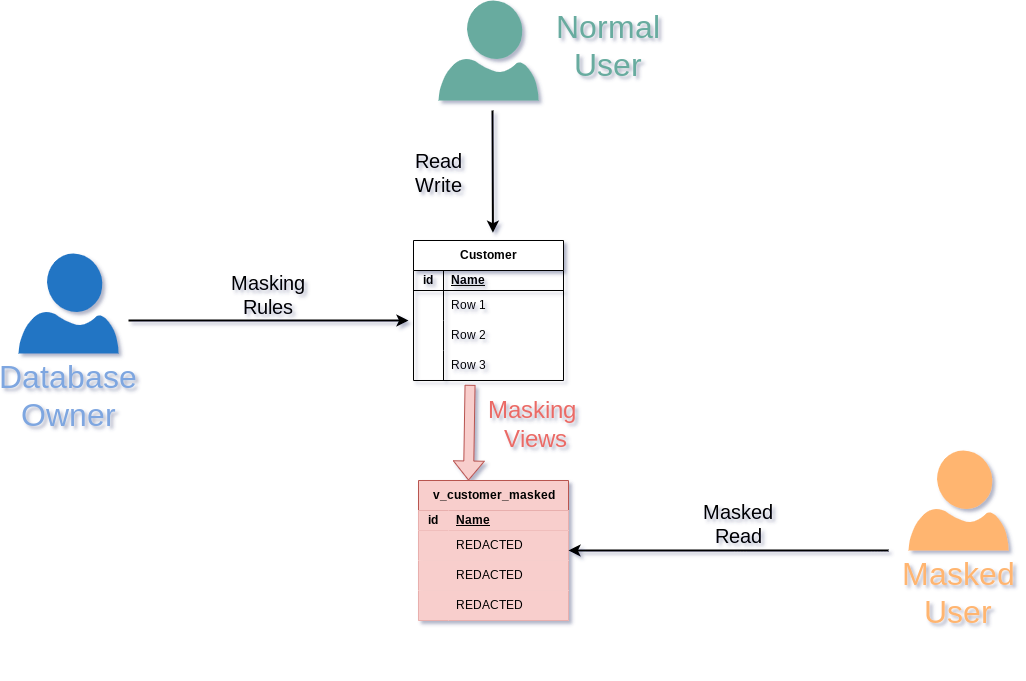 Normal
User
Read
Write
Customer
id Name
Row 1
Row 2
Row 3
Masking
Rules
Database
Owner
Masking
Views
v_customer_masked
id Name
REDACTED
REDACTED
REDACTED
Masked
Read
Masked
User